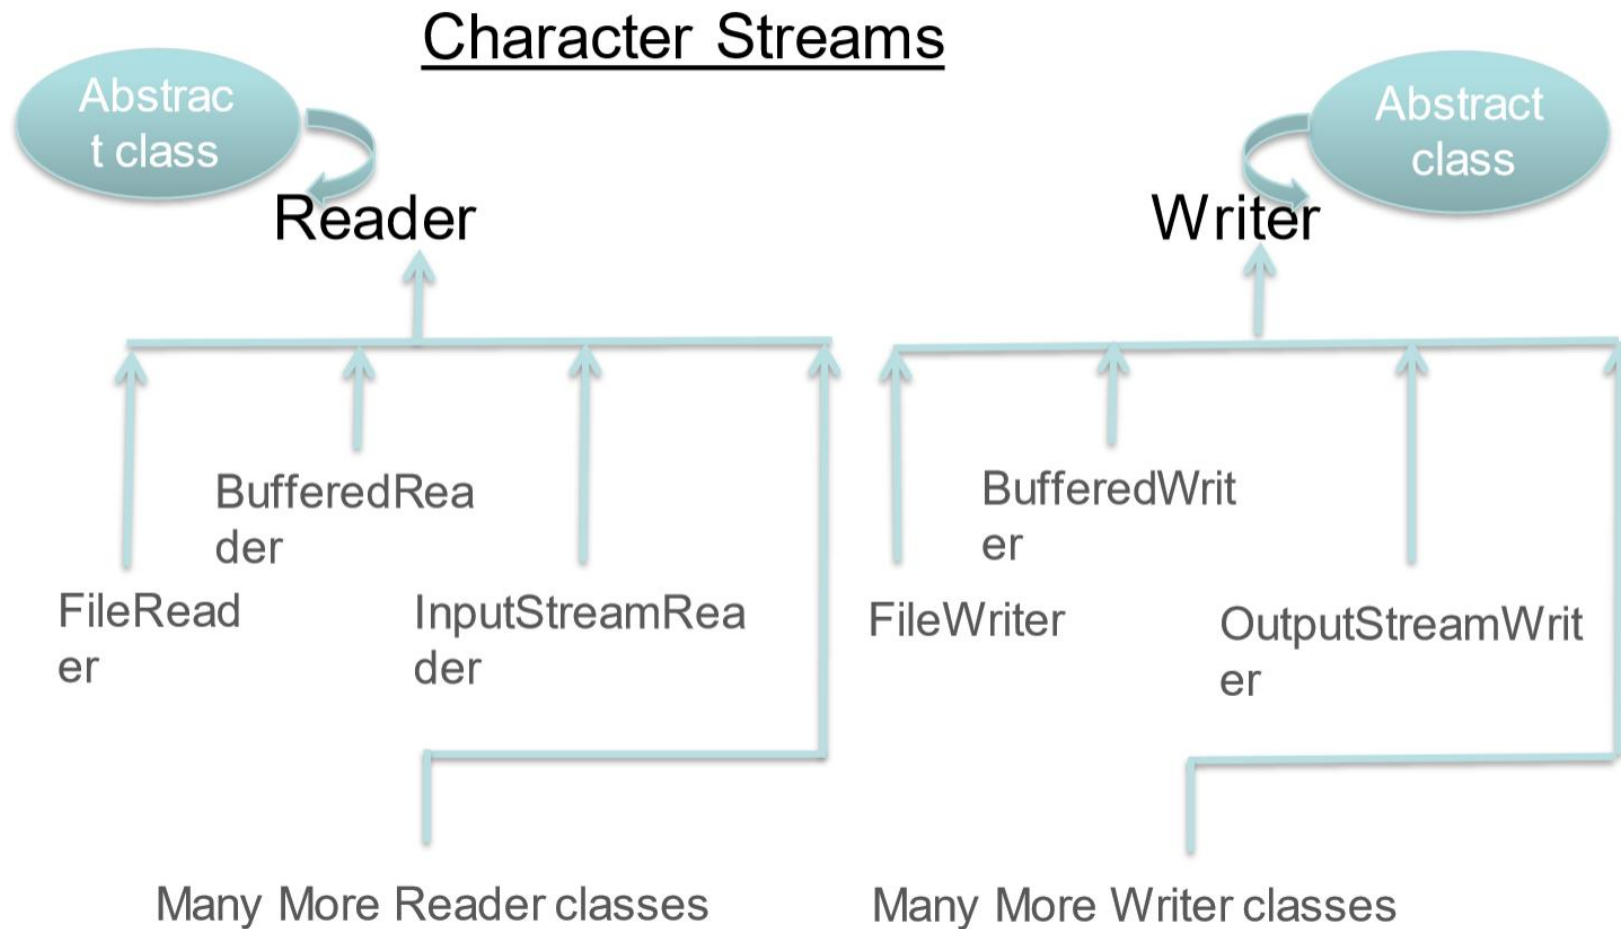 Character Streams
Abstrac
t class
Abstract
class
Reader
Writer
BufferedRea
der
BufferedWrit
er
FileRead
er
InputStreamRea
der
FileWriter
OutputStreamWrit
er
Many More Reader classes
Many More Writer classes